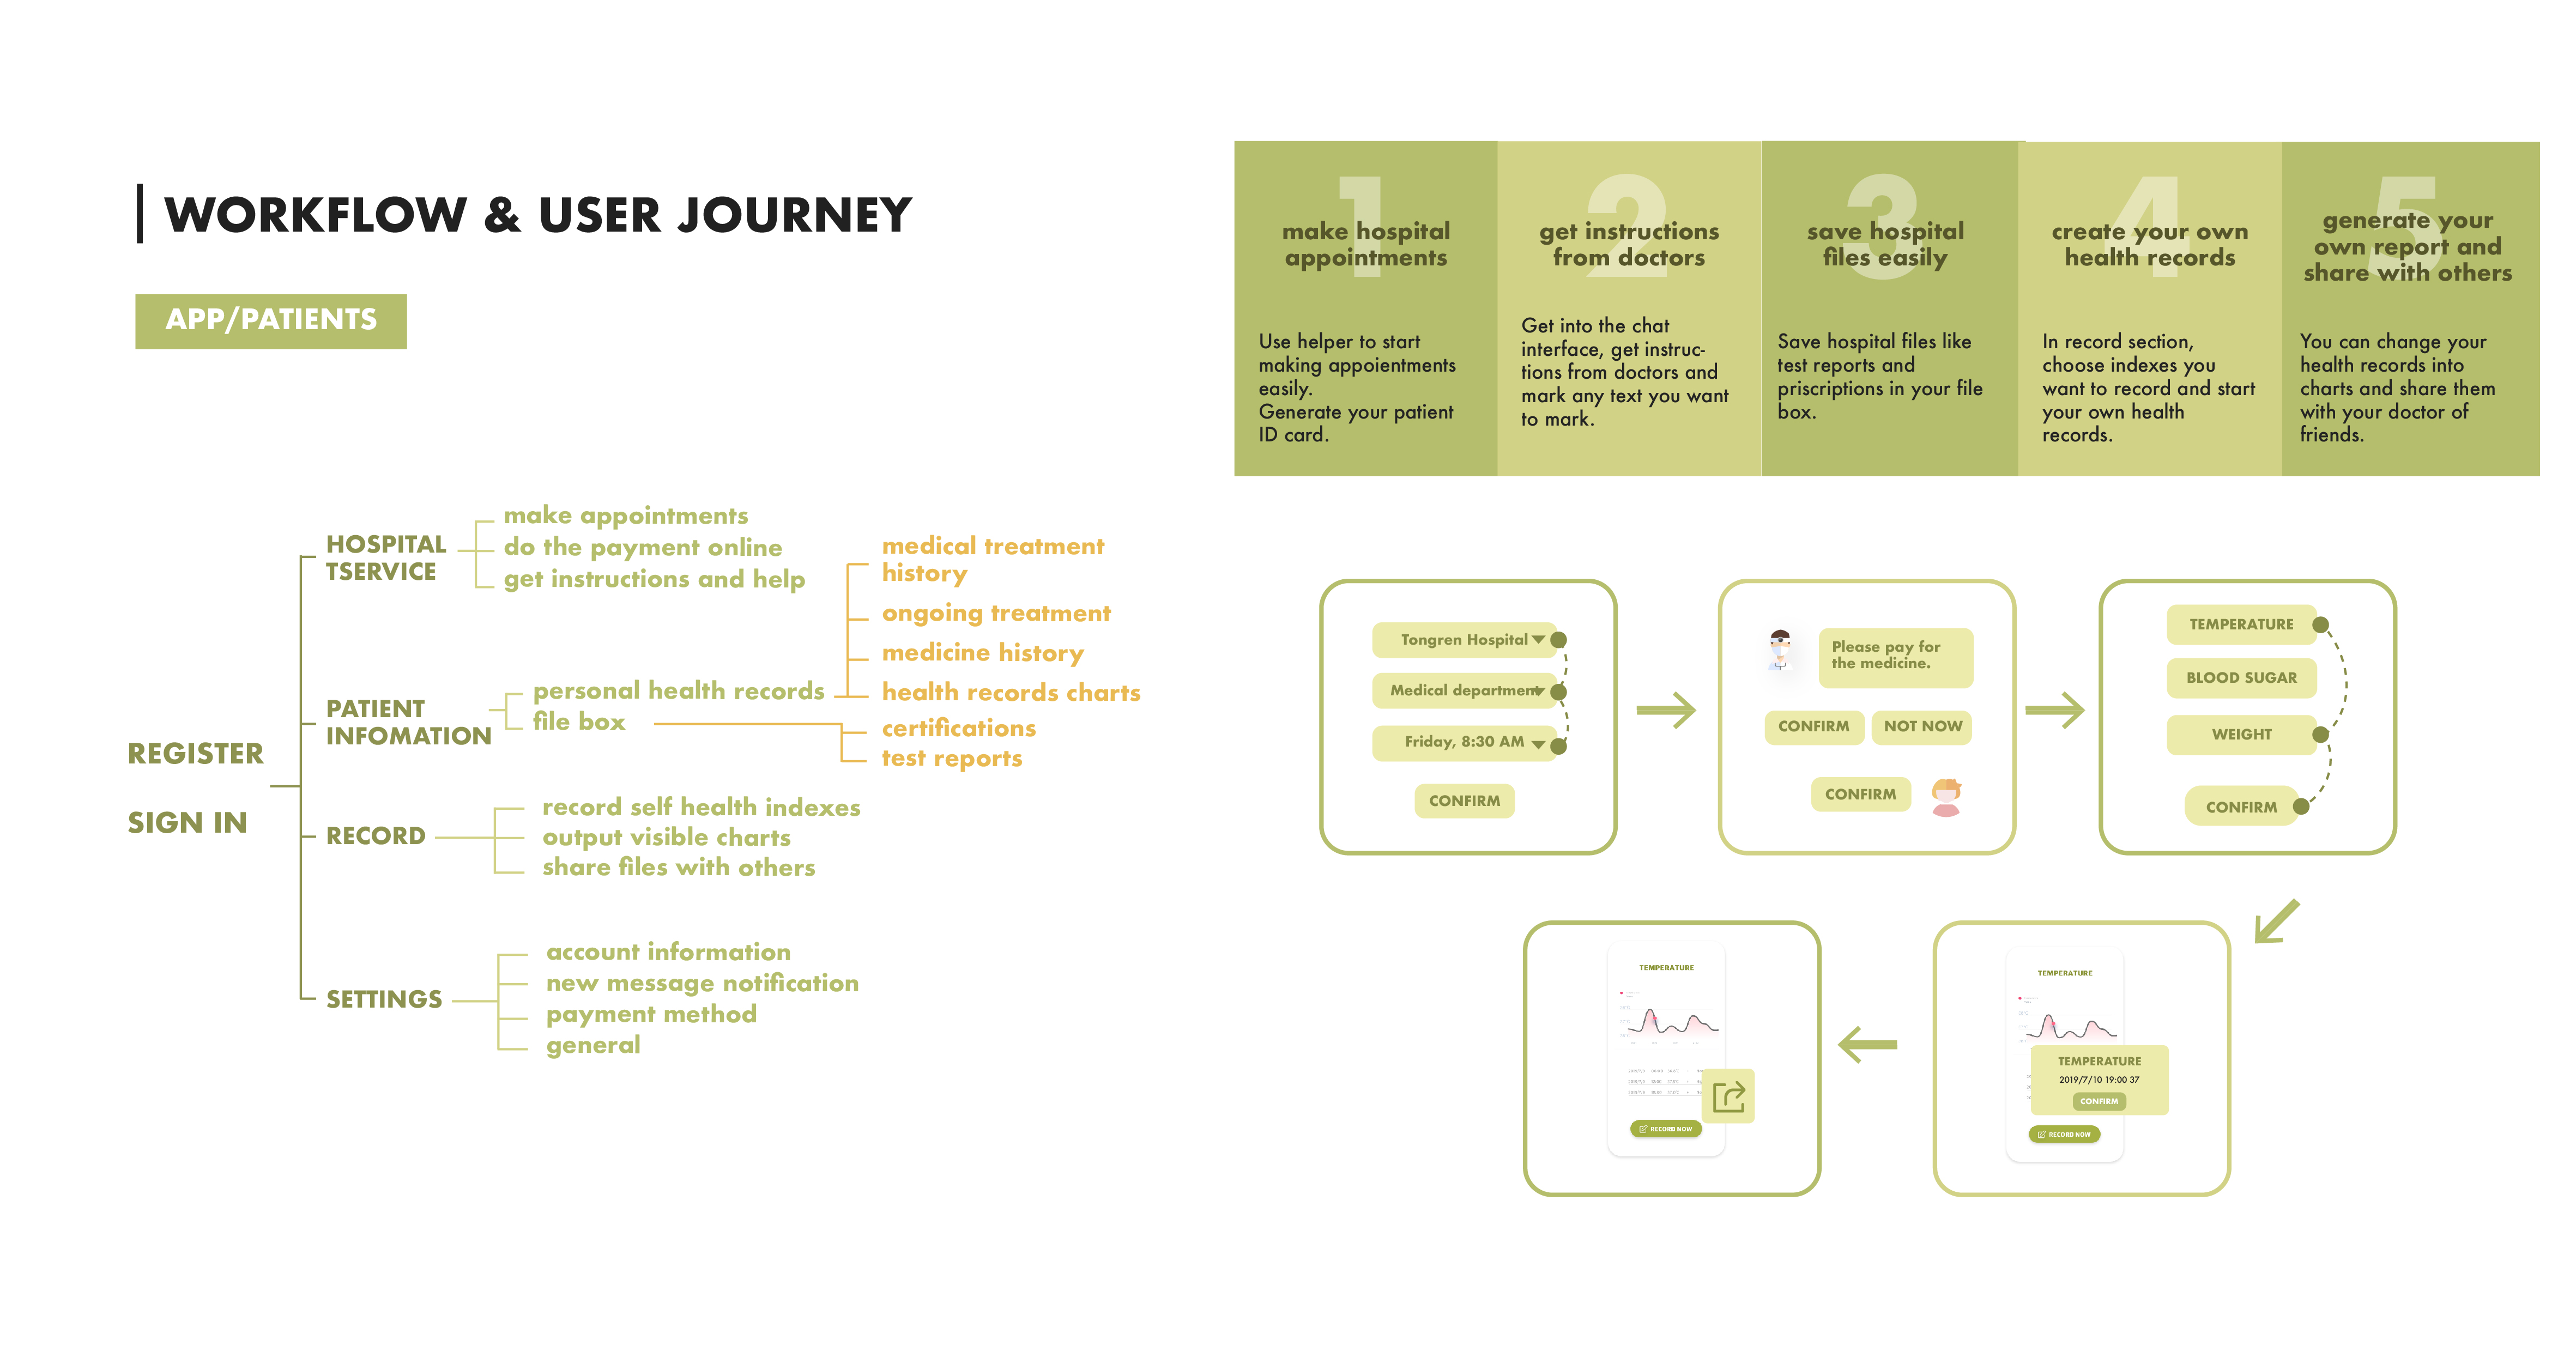 WORKFLOW & USER JOURNEY
APP/PATIENTS
REGISTER
SIGN IN
HOSPITAL
TSERVICE
make appointments
do the payment online
get instructions and help
PATIENT
INFOMATION
personal health records
file box
medical treatment
history
ongoing treatment
medicine history
health records charts
certifications
test reports
RECORD
record self health indexes
output visible charts
share files with others
SETTINGS
account information
new message notification
payment method
general
1
make hospital
appointments
Use helper to start
making appoientments
easily.
Generate your patient
ID card.
2
get instructions
from doctors
Get into the chat
interface, get instruc-
tions from doctors and
mark any text you want
to mark.
3
save hospital
files easily
Save hospital files like
test reports and
priscriptions in your file
box.
4
create your own
health records
In record section,
choose indexes you
want to record and start
your own health
records.
5
generate your
own report and
share with others
You can change your
health records into
charts and share them
with your doctor of
friends.
Tongren Hospital
Medical department
Friday, 8:30 AM
CONFIRM
Please pay for
the medicine.
CONFIRM
NOT NOW
CONFIRM
TEMPERATURE
BLOOD SUGAR
WEIGHT
CONFIRM
TEMPERATURE
RECORD NOW
TEMPERATURE
TEMPERATURE
2019/7/10 19:00 37
CONFIRM
RECORD NOW